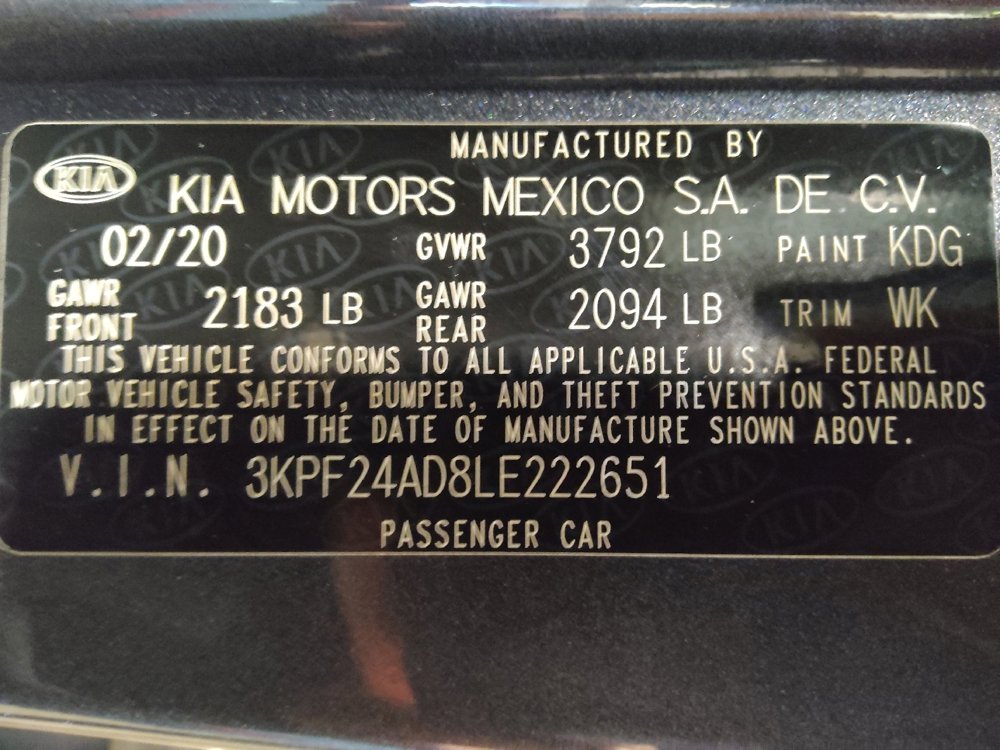 MANUFACTURED BY
KIA KIA MOTORS MEXICO S.A. DE C.V.
02/20 GVWR 3792 LB PAINT KDG
GAWR FRONT 2183 LB GAWR REAR 2094 LB TRIM WK
THIS VEHICLE CONFORMS TO ALL APPLICABLE U.S.A. FEDERAL
MOTOR VEHICLE SAFETY, BUMPER, AND THEFT PREVENTION STANDARDS
IN EFFECT ON THE DATE OF MANUFACTURE SHOWN ABOVE.
V.I.N. 3KPF24AD8LE222651
PASSENGER CAR